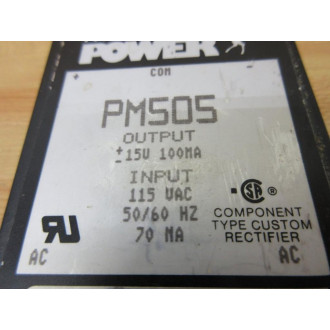 POWER
+ COM -
PM505
OUTPUT
±15V 100MA
INPUT
115 VAC
50/60 HZ
70 MA
SA
COMPONENT
TYPE CUSTOM
RECTIFIER
AC AC